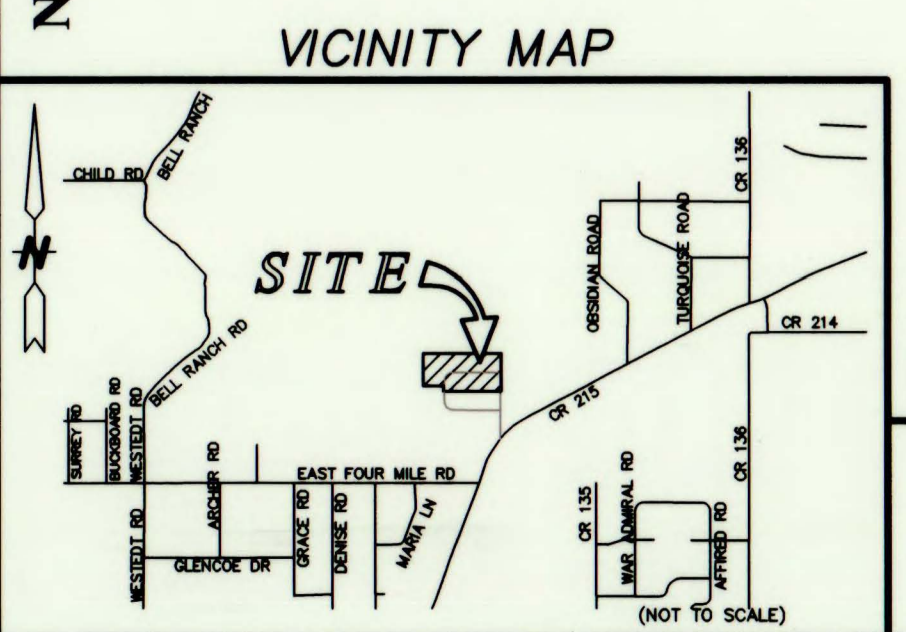 N
VICINITY MAP
N
CHILD RD
BELL RANCH
SITE
BELL RANCH RD
OBSIDIAN ROAD
TURQUOISE ROAD
CR 136
CR 214
CR 215
SURREY RD
BUCKBOARD RD
WESTEDT RD
ARCHER RD
EAST FOUR MILE RD
WESTEDT RD
GLENCOE DR
GRACE RD
DENISE RD
MARIA LN
CR 135
WAR ADMIRAL RD
AFFIRED RD
CR 136
(NOT TO SCALE)